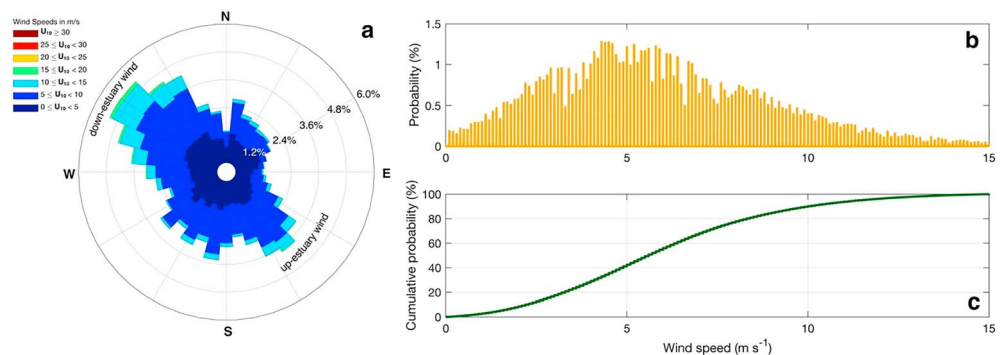 Wind Speeds in m/s
U₁₀ ≥ 30
25 ≤ U₁₀ < 30
20 ≤ U₁₀ < 25
15 ≤ U₁₀ < 20
10 ≤ U₁₀ < 15
5 ≤ U₁₀ < 10
0 ≤ U₁₀ < 5
N
a
down-estuary wind
6.0%
4.8%
3.6%
2.4%
1.2%
W
E
up-estuary wind
S
1.5
1
0.5
0
Probability (%)
b
0
5
10
15
100
80
60
40
20
0
Cumulative probability (%)
c
0
5
10
15
Wind speed (m s⁻¹)